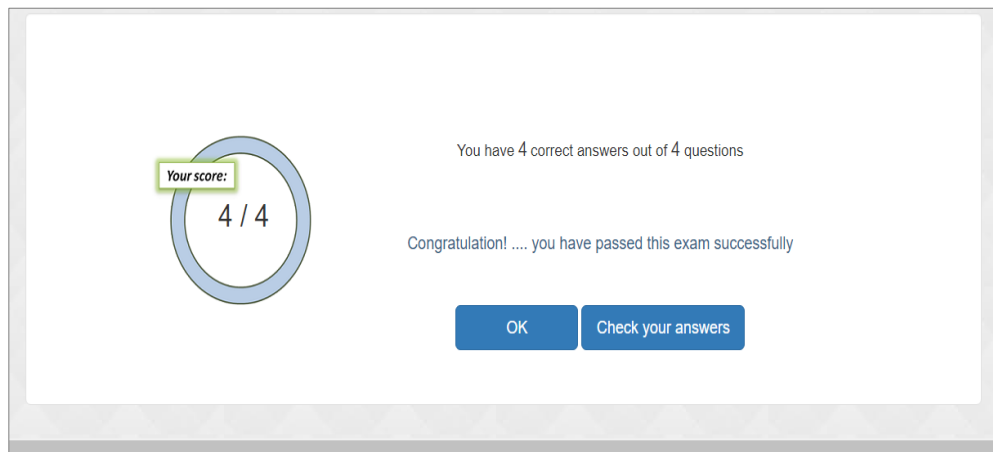 You have 4 correct answers out of 4 questions
Your score:
4 / 4
Congratulation! .... you have passed this exam successfully
OK
Check your answers